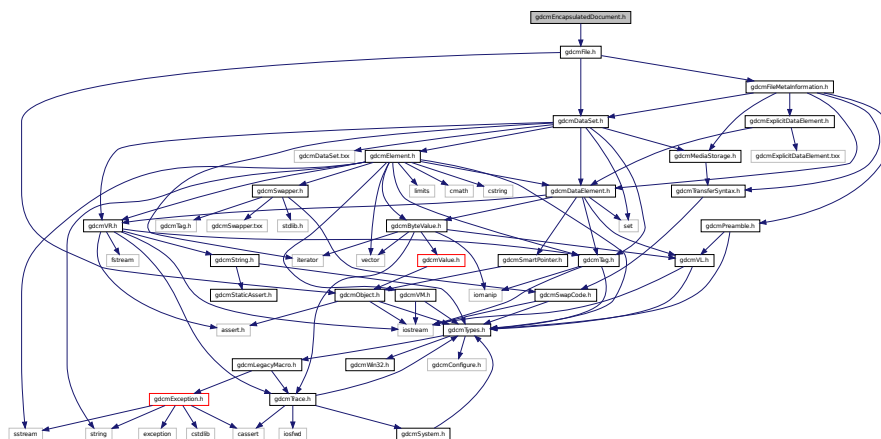 gdcmEncapsulatedDocument.h
gdcmFile.h
gdcmFileMetaInformation.h
gdcmDataSet.h
gdcmExplicitDataElement.h
gdcmDataSet.txx
gdcmElement.h
gdcmMediaStorage.h
gdcmExplicitDataElement.txx
gdcmSwapper.h
limits
cmath
cstring
gdcmDataElement.h
gdcmTransferSyntax.h
gdcmVR.h
gdcmTag.h
gdcmSwapper.txx
stdlib.h
gdcmByteValue.h
set
gdcmPreamble.h
fstream
gdcmString.h
iterator
vector
gdcmValue.h
gdcmSmartPointer.h
gdcmTag.h
gdcmVL.h
gdcmStaticAssert.h
gdcmObject.h
gdcmVM.h
iomanip
gdcmSwapCode.h
assert.h
iostream
gdcmTypes.h
gdcmLegacyMacro.h
gdcmWin32.h
gdcmConfigure.h
gdcmException.h
gdcmTrace.h
sstream
string
exception
cstdlib
cassert
iosfwd
gdcmSystem.h